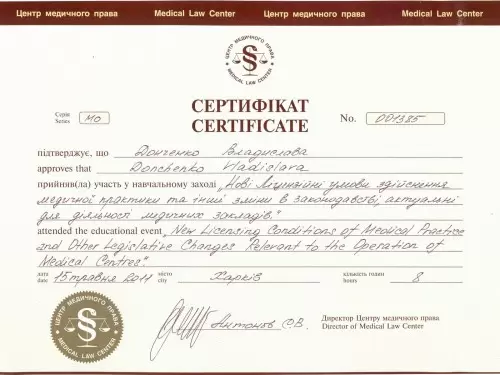 Центр медичного права Medical Law Center Центр медичного права Medical Law Center
ЦЕНТР МЕДИЧНОГО ПРАВА
MEDICAL LAW CENTER
СЕРТИФІКАТ
CERTIFICATE
Серія
Series
МО
No. 001385
підтверджує, що Донченко Владислава
approves that Donchenko Vladislava
прийняв(ла) участь у навчальному заході „Нові ліцензійні умови здійснення
медичної практики та інші зміни в законодавстві, актуальні
для діяльності медичних закладів."
attended the educational event „New Licensing Conditions of Medical Practice
and Other Legislative Changes Relevant to the Operation of
Medical Centres".
дата
date
15 травня 2011
місто
city
Харків
кількість годин
hours
8
ЦЕНТР МЕДИЧНОГО ПРАВА
MEDICAL LAW CENTER
Антонов С.В.
Директор Центру медичного права
Director of Medical Law Center